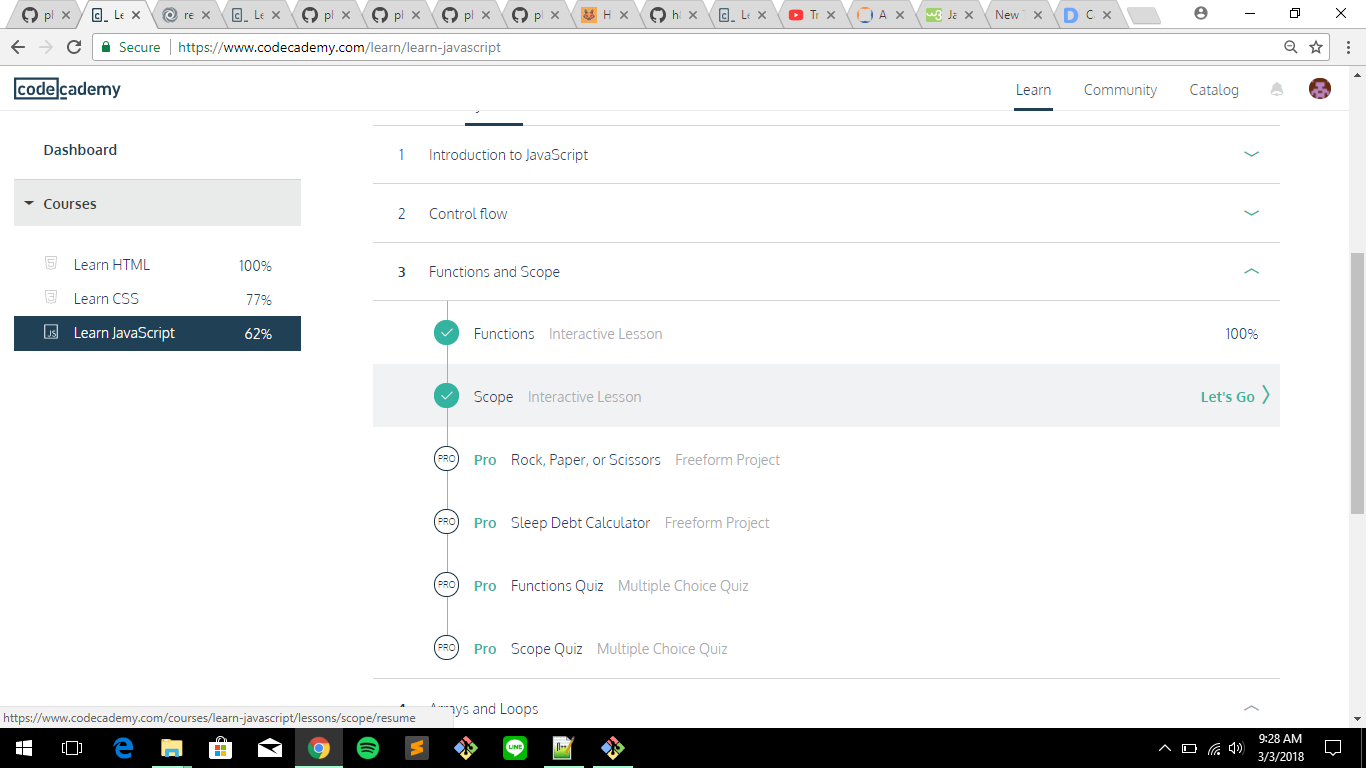 pl
Le
re
Le
pl
pl
pl
pl
H
h
Le
Tr
A
Ja
New
C
Secure https://www.codecademy.com/learn/learn-javascript
codecademy
Learn Community Catalog
Dashboard
Courses
Learn HTML 100%
Learn CSS 77%
JS Learn JavaScript 62%
1 Introduction to JavaScript
2 Control flow
3 Functions and Scope
Functions Interactive Lesson 100%
Scope Interactive Lesson Let's Go
PRO Pro Rock, Paper, or Scissors Freeform Project
PRO Pro Sleep Debt Calculator Freeform Project
PRO Pro Functions Quiz Multiple Choice Quiz
PRO Pro Scope Quiz Multiple Choice Quiz
Arrays and Loops
https://www.codecademy.com/courses/learn-javascript/lessons/scope/resume
LINE
9:28 AM
3/3/2018